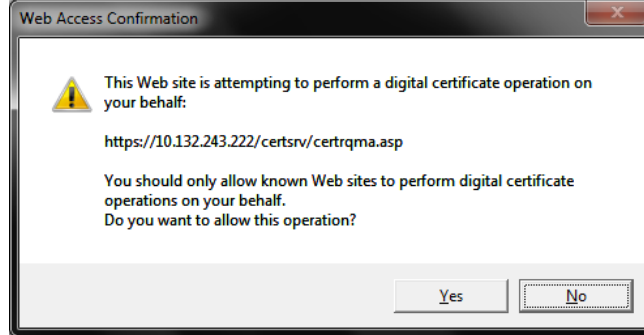 Web Access Confirmation
This Web site is attempting to perform a digital certificate operation on
your behalf:
https://10.132.243.222/certsrv/certrqma.asp
You should only allow known Web sites to perform digital certificate
operations on your behalf.
Do you want to allow this operation?
Yes No